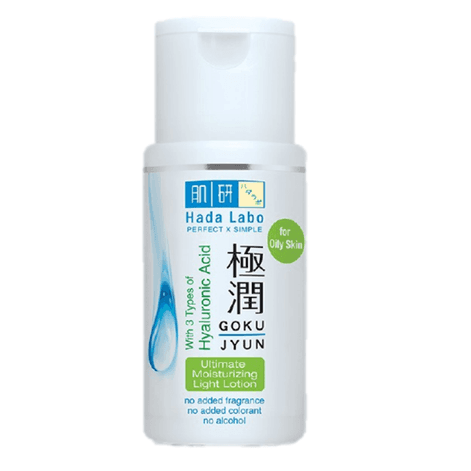 肌研
Hada Labo
PERFECT X SIMPLE
for
Oily Skin
With 3 Types of
Hyaluronic Acid
極潤
GOKU
JYUN
Ultimate
Moisturizing
Light Lotion
no added fragrance
no added colorant
no alcohol